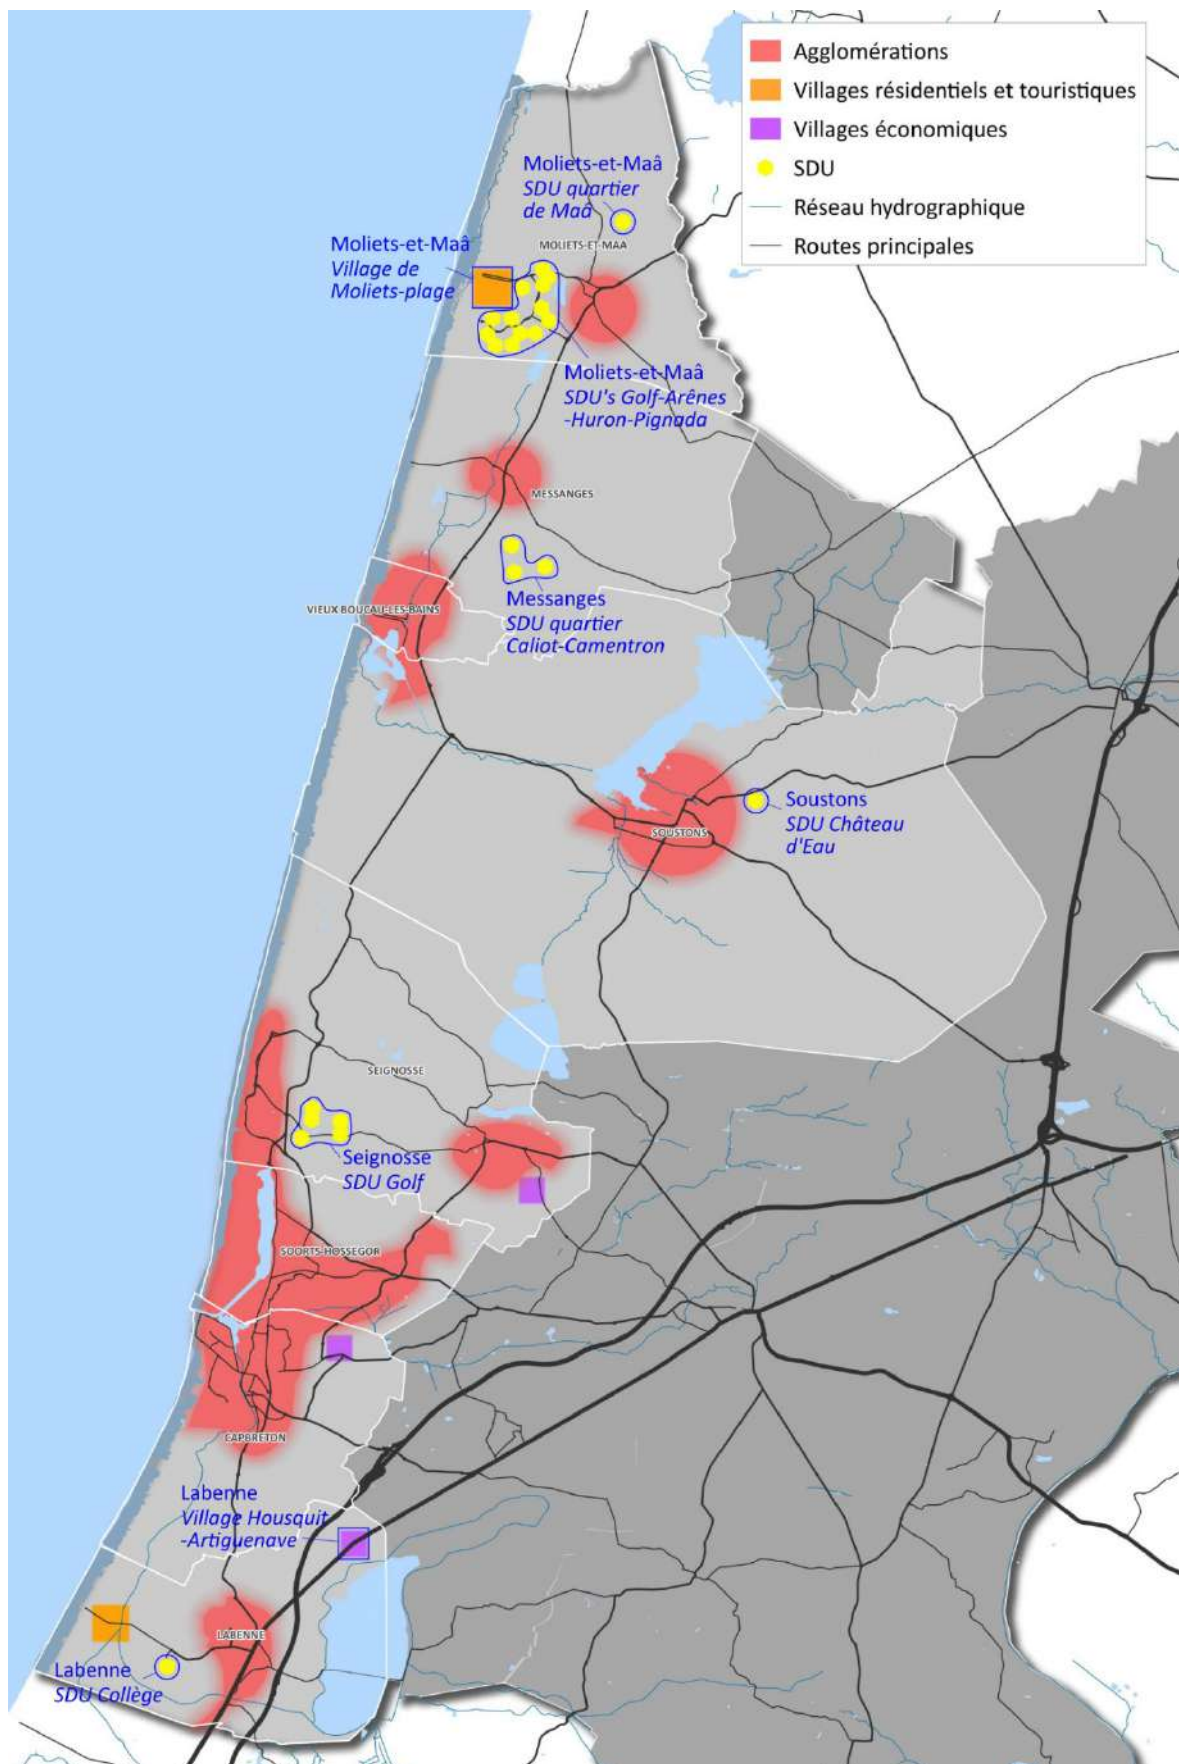 Agglomérations
Villages résidentiels et touristiques
Villages économiques
SDU
Réseau hydrographique
Routes principales
Moliets-et-Maâ
SDU quartier
de Maâ
MOLIETS-ET-MAA
Moliets-et-Maâ
Village de
Moliets-plage
Moliets-et-Maâ
SDU's Golf-Arênes
-Huron-Pignada
MESSANGES
Messanges
SDU quartier
Caliot-Camentron
VIEUX BOUCAU-LES-BAINS
Soustons
SDU Château
d'Eau
SOUSTONS
SEIGNOSSE
Seignosse
SDU Golf
SOORTS-HOSSEGOR
CAPBRETON
Labenne
Village Housquit
-Artiguenave
LABENNE
Labenne
SDU Collège